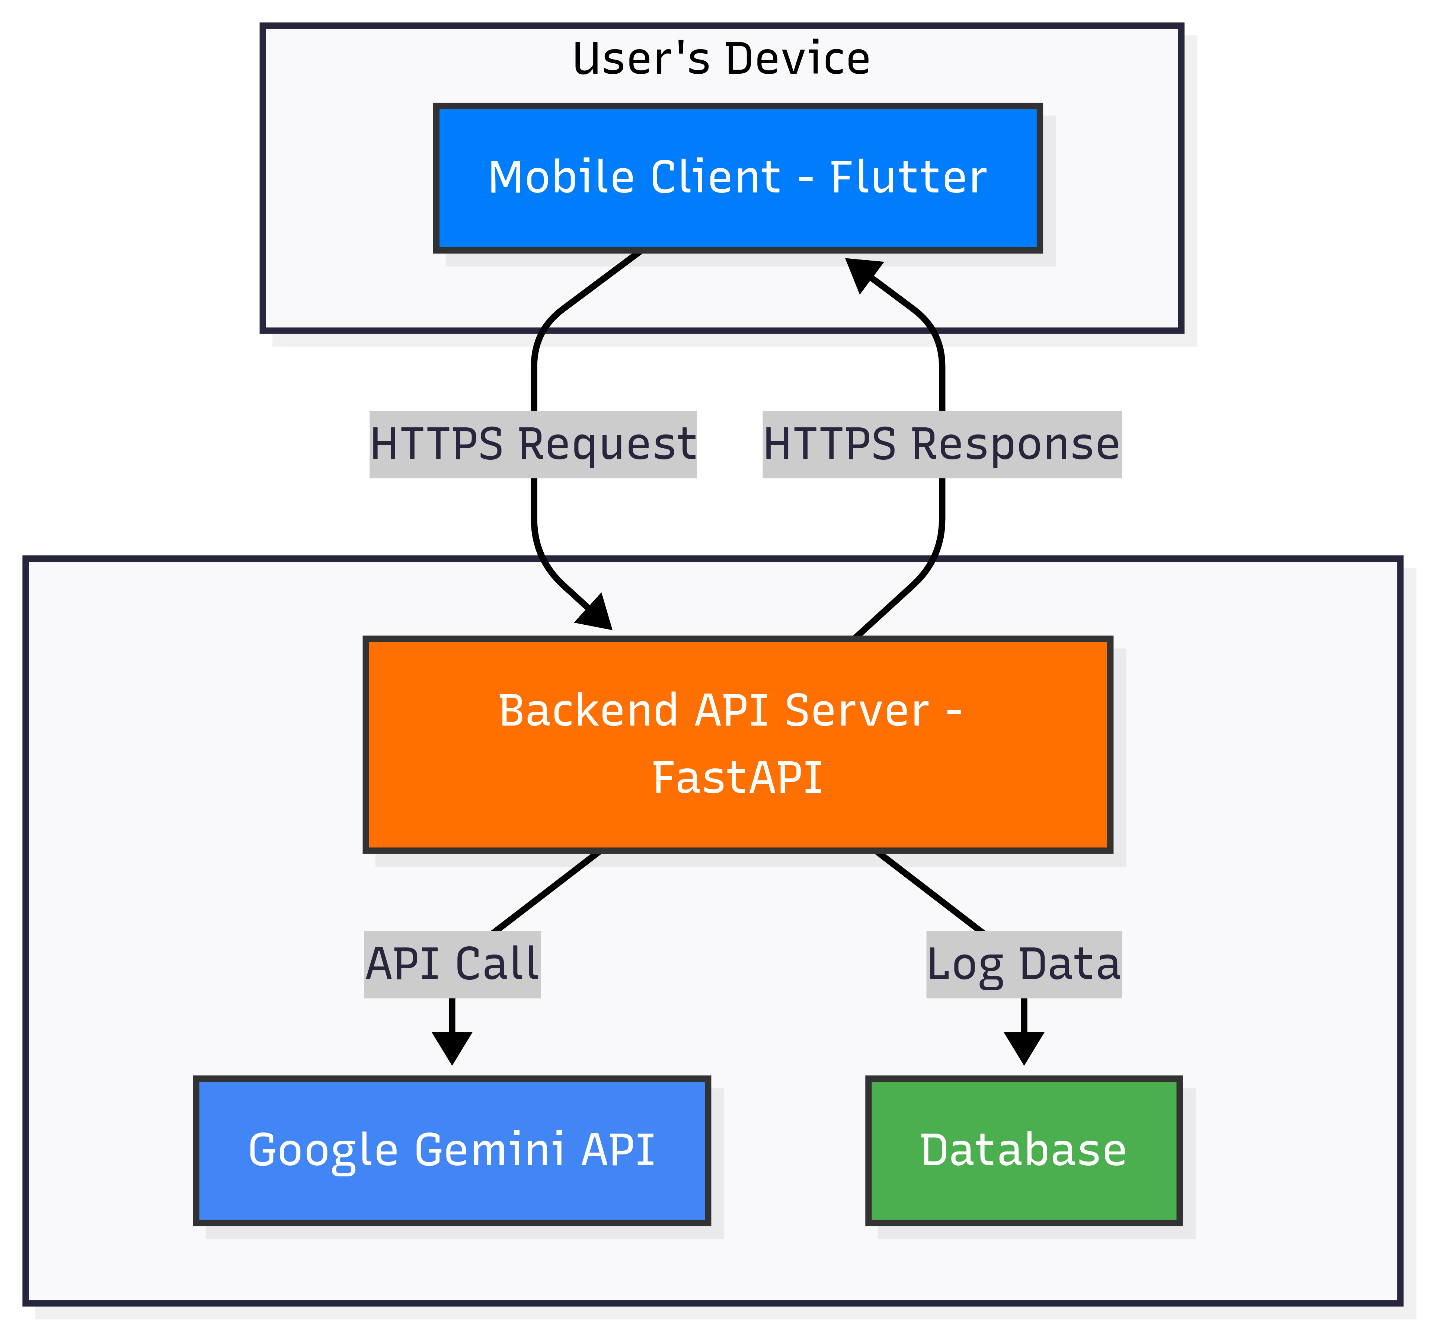 User's Device
Mobile Client - Flutter
HTTPS Request
HTTPS Response
Backend API Server -
FastAPI
API Call
Log Data
Google Gemini API
Database